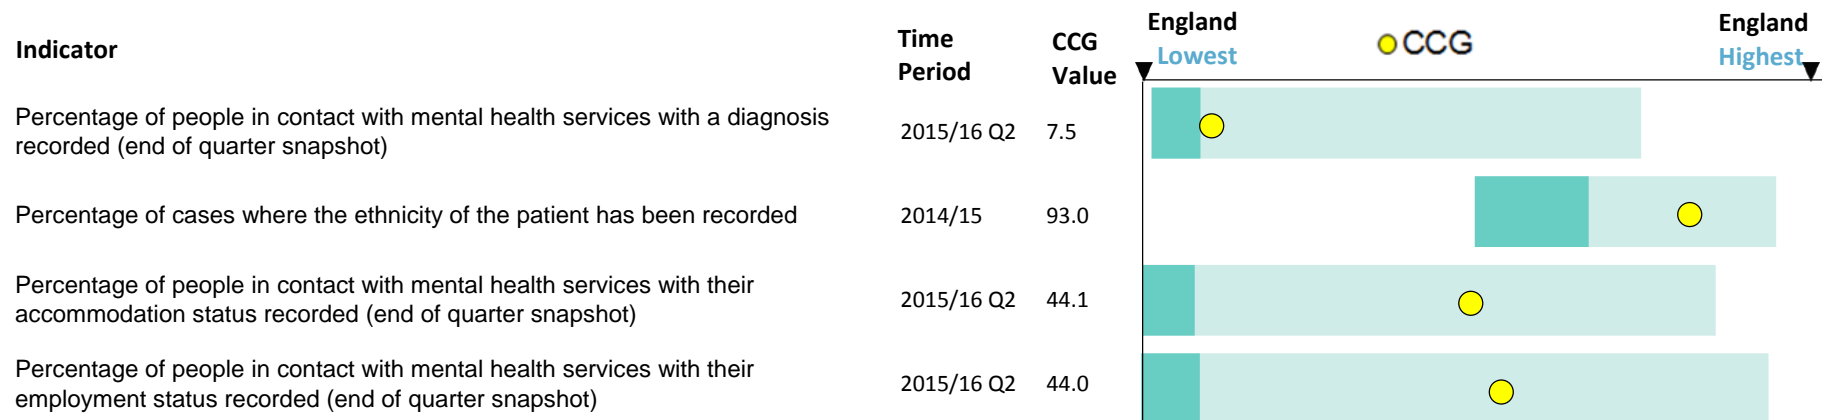 Indicator
Time
Period
CCG
Value
England
Lowest
CCG
England
Highest
Percentage of people in contact with mental health services with a diagnosis
recorded (end of quarter snapshot)
2015/16 Q2
7.5
Percentage of cases where the ethnicity of the patient has been recorded
2014/15
93.0
Percentage of people in contact with mental health services with their
accommodation status recorded (end of quarter snapshot)
2015/16 Q2
44.1
Percentage of people in contact with mental health services with their
employment status recorded (end of quarter snapshot)
2015/16 Q2
44.0